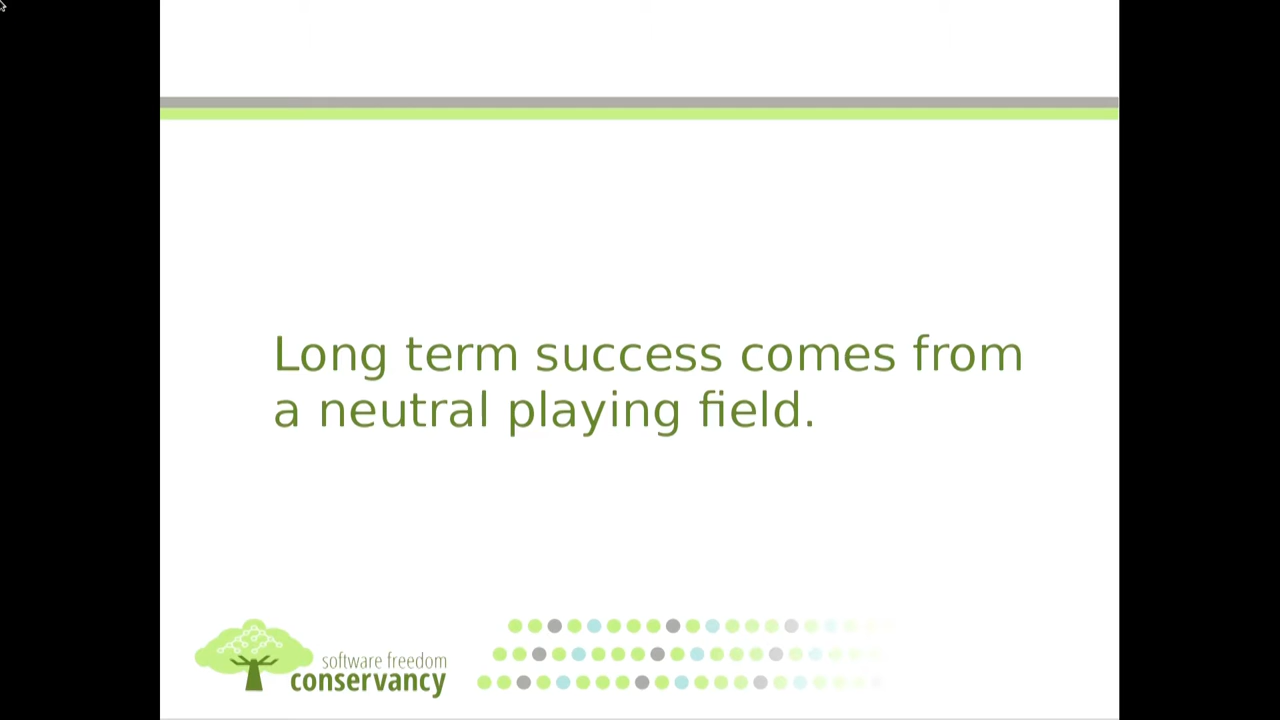 Long term success comes from
a neutral playing field.
software freedom
conservancy